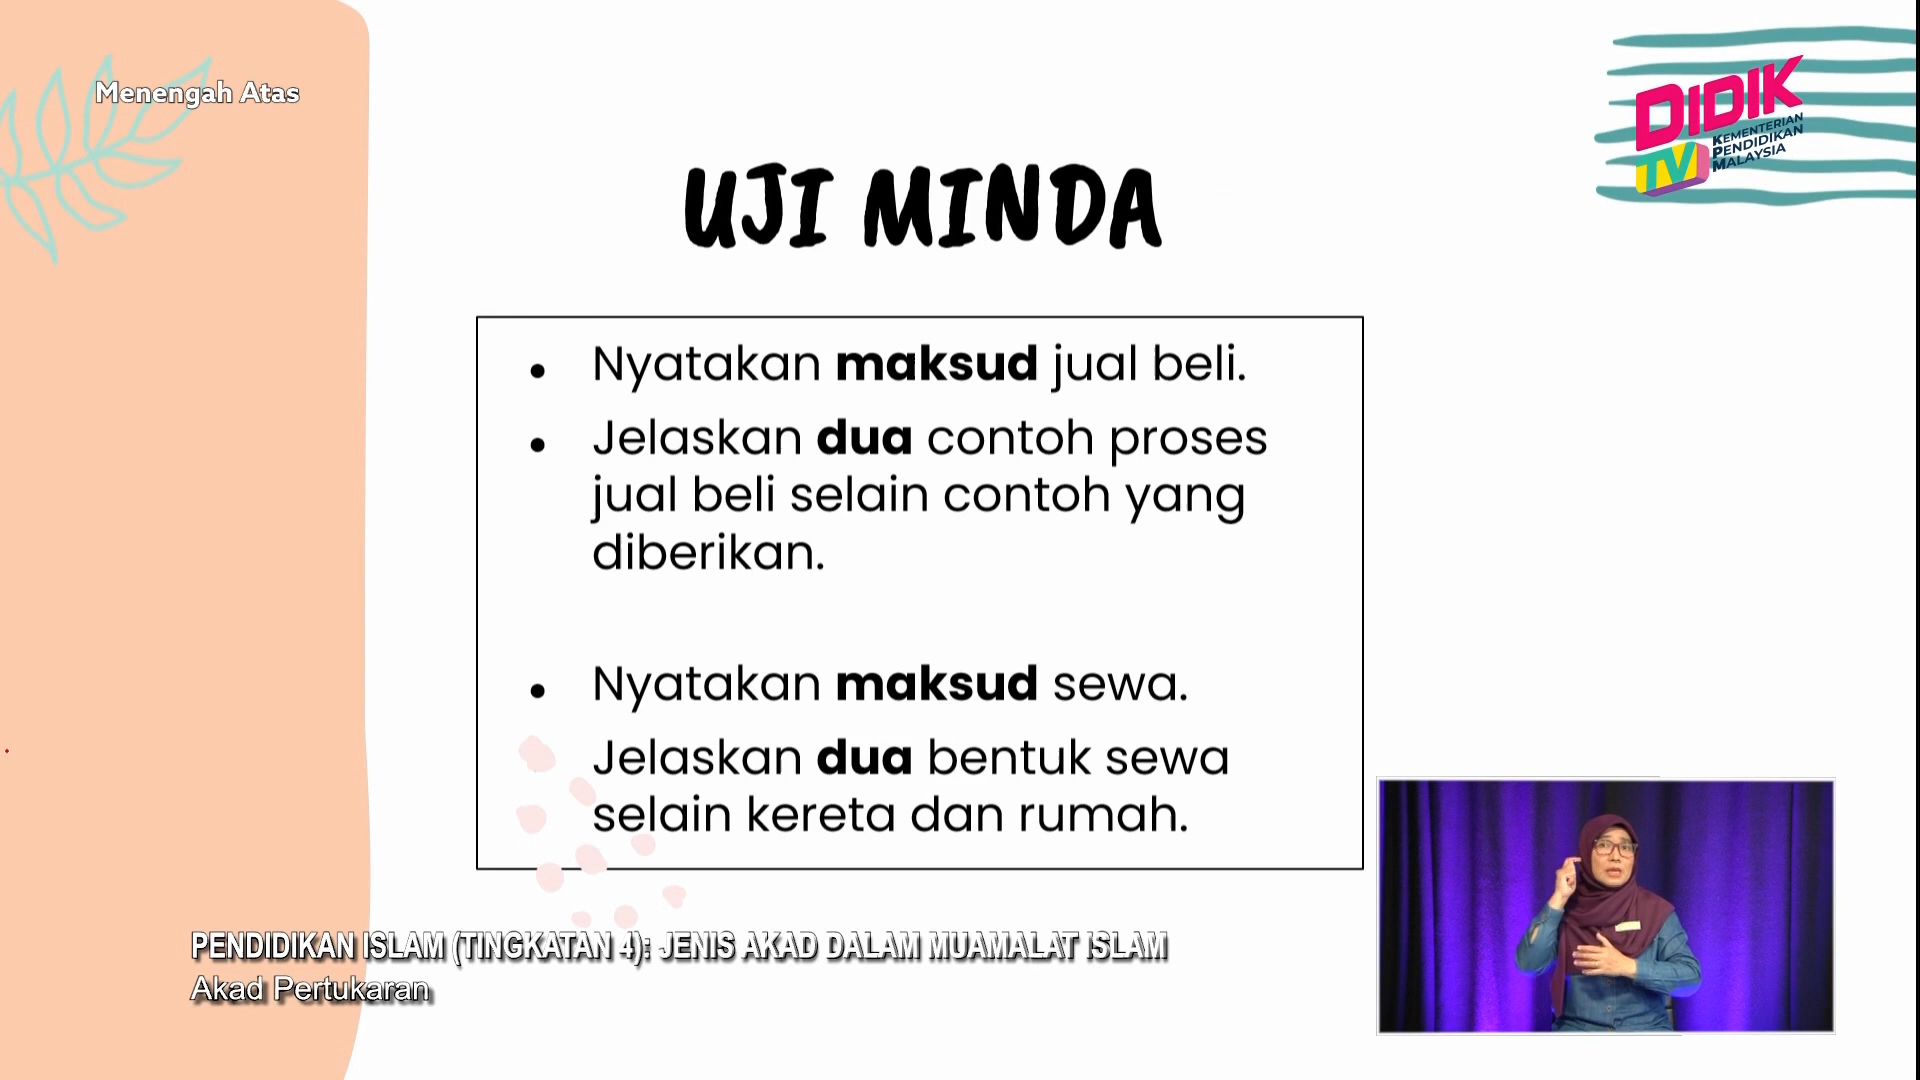 Menengah Atas
DIDIK
TV
KEMENTERIAN
PENDIDIKAN
MALAYSIA
UJI MINDA
• Nyatakan maksud jual beli.
• Jelaskan dua contoh proses
jual beli selain contoh yang
diberikan.
• Nyatakan maksud sewa.
Jelaskan dua bentuk sewa
selain kereta dan rumah.
PENDIDIKAN ISLAM (TINGKATAN 4): JENIS AKAD DALAM MUAMALAT ISLAM
Akad Pertukaran